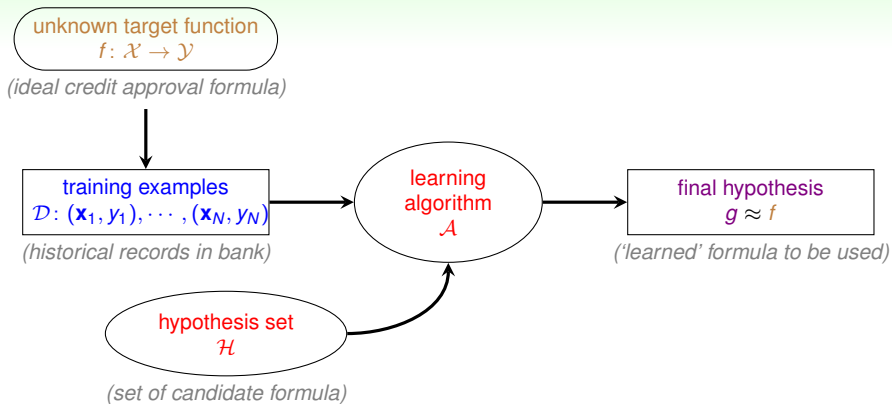 unknown target function
f: 𝒳 → 𝒴
(ideal credit approval formula)
training examples
𝒟: (𝐱₁, y₁), ⋯ , (𝐱_N, y_N)
(historical records in bank)
learning
algorithm
𝒜
final hypothesis
g ≈ f
(‘learned’ formula to be used)
hypothesis set
ℋ
(set of candidate formula)